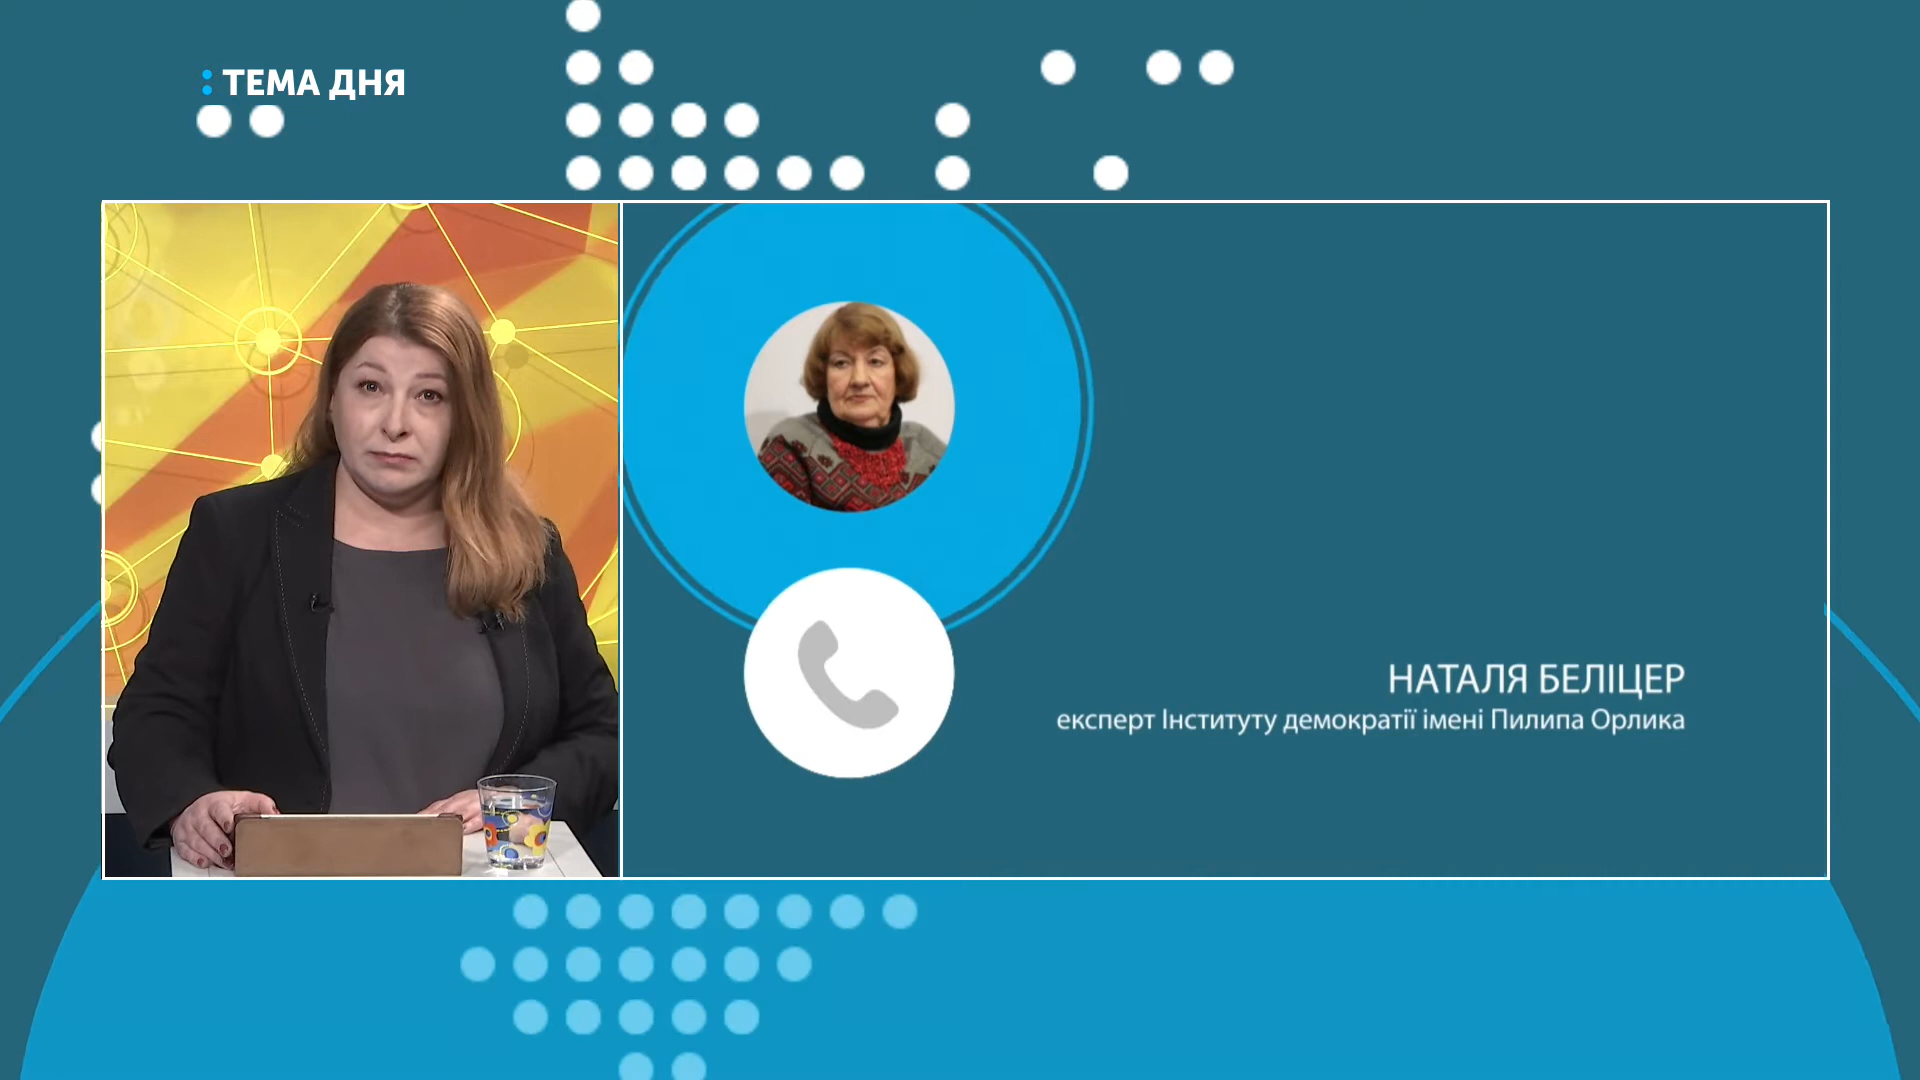 : ТЕМА ДНЯ
НАТАЛЯ БЕЛІЦЕР
експерт Інституту демократії імені Пилипа Орлика